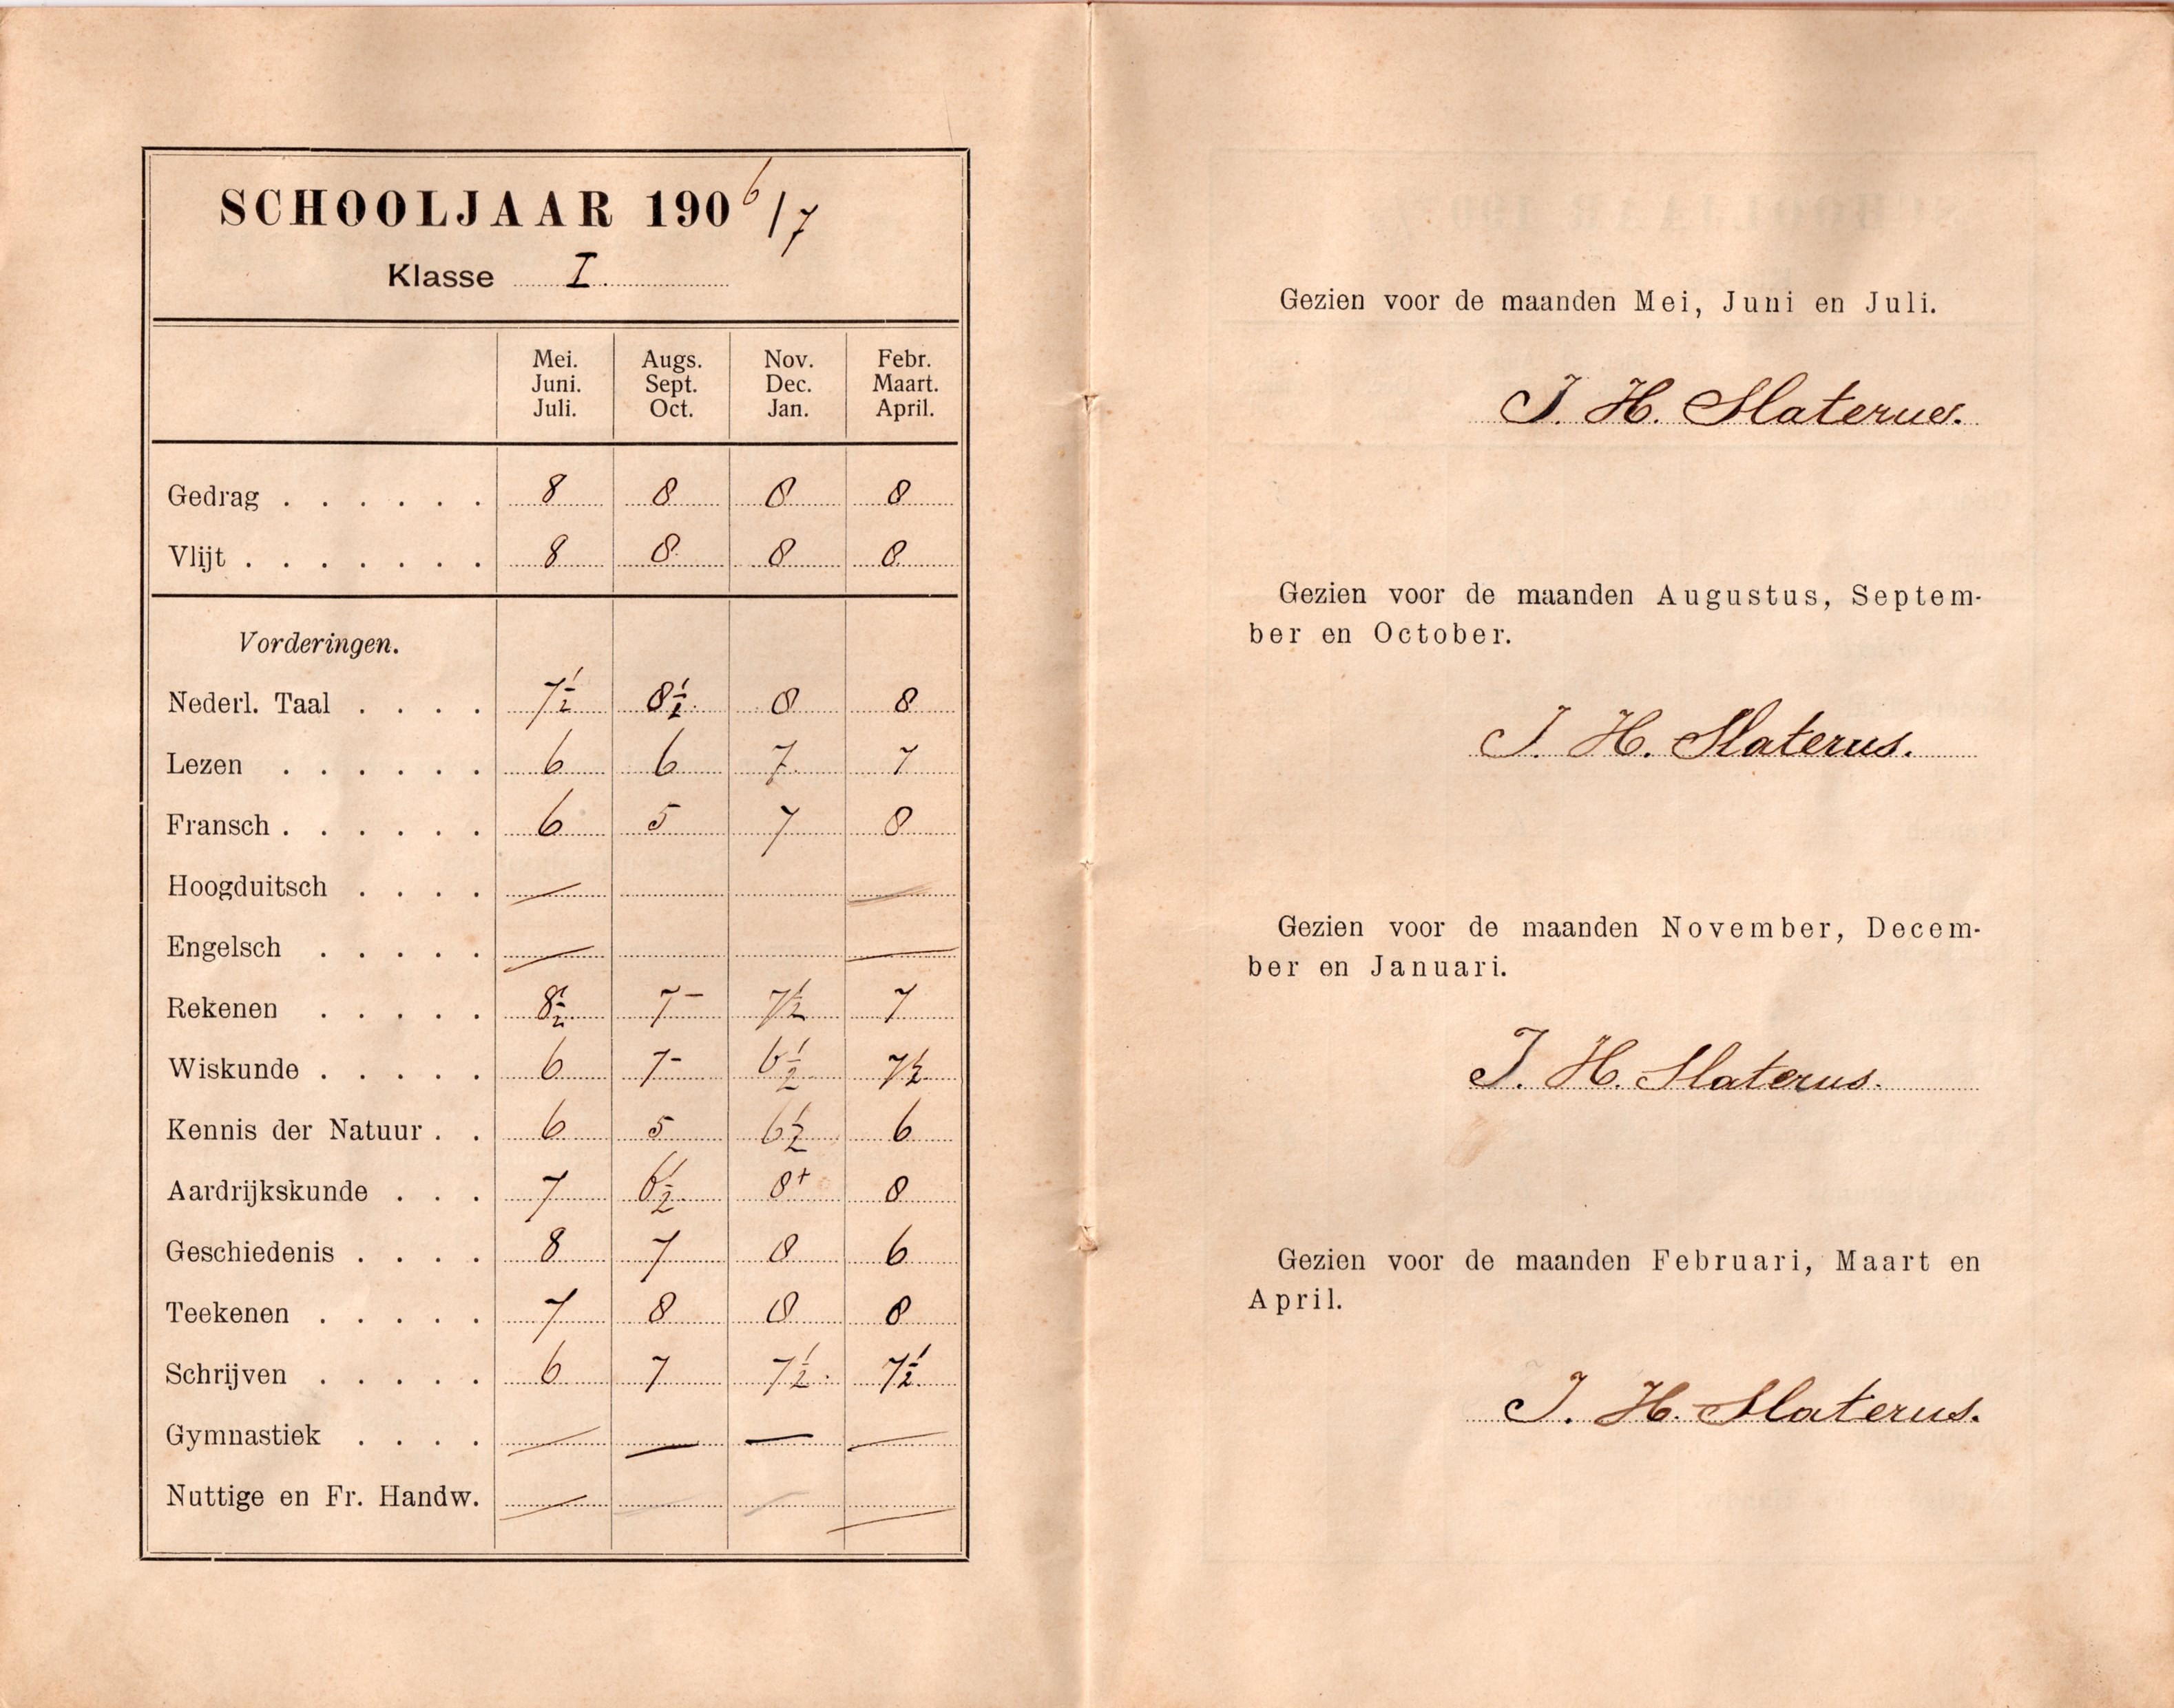 SCHOOLJAAR 1906/7
Klasse I.
Mei. Juni. Juli. Augs. Sept. Oct. Nov. Dec. Jan. Febr. Maart. April.
Gedrag . . . . . . 8 8 8 8
Vlijt . . . . . . . 8 8 8 8
Vorderingen.
Nederl. Taal . . . . 7½ 8½ 8 8
Lezen . . . . . . 6 6 7 7
Fransch . . . . . . 6 5 7 8
Hoogduitsch . . . . — —
Engelsch . . . . . — —
Rekenen . . . . . 8½ 7- 7½ 7
Wiskunde . . . . . 6 7- 6½ 7½
Kennis der Natuur . . 6 5 6½ 6
Aardrijkskunde . . . 7 6½ 8+ 8
Geschiedenis . . . . 8 7 8 6
Teekenen . . . . . 7 8 8 8
Schrijven . . . . . 6 7 7½ 7½
Gymnastiek . . . . — — — —
Nuttige en Fr. Handw. — — — —
Gezien voor de maanden Mei, Juni en Juli.
J. H. Slaterus.
Gezien voor de maanden Augustus, Septem-
ber en October.
J. H. Slaterus.
Gezien voor de maanden November, Decem-
ber en Januari.
J. H. Slaterus.
Gezien voor de maanden Februari, Maart en
April.
J. H. Slaterus.